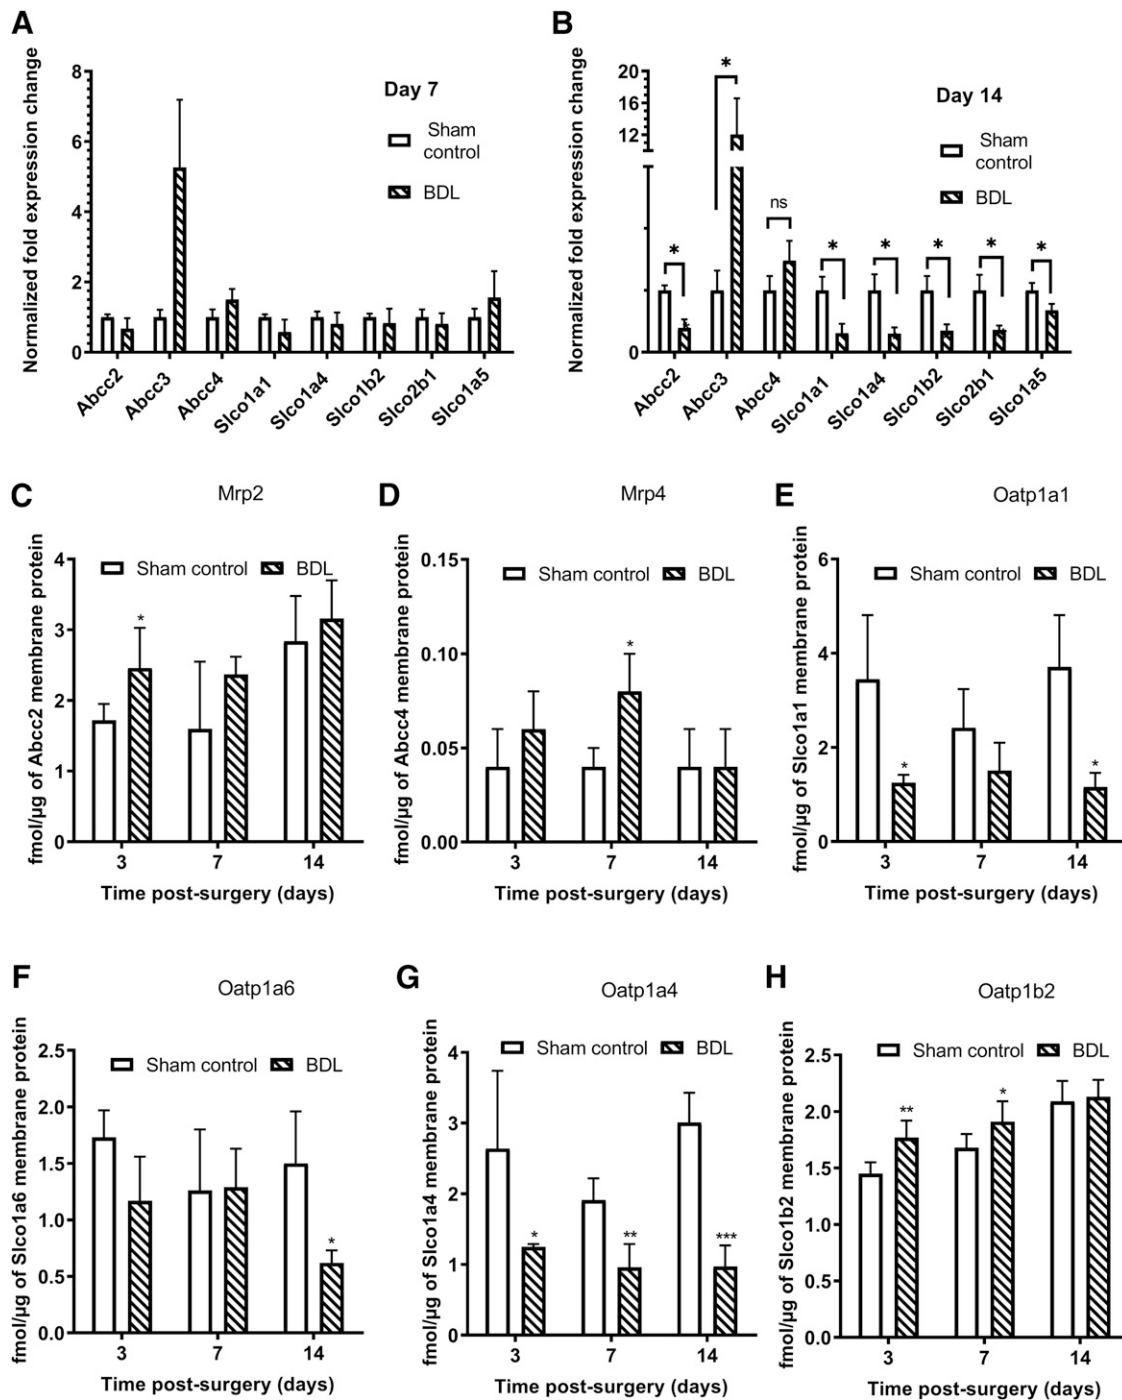 A
Normalized fold expression change
8
6
4
2
0
Day 7
Sham
control
BDL
Abcc2
Abcc3
Abcc4
Slco1a1
Slco1a4
Slco1b2
Slco2b1
Slco1a5
B
Normalized fold expression change
20
16
12
0
Day 14
Sham
control
BDL
*
*
ns
*
*
*
*
*
Abcc2
Abcc3
Abcc4
Slco1a1
Slco1a4
Slco1b2
Slco2b1
Slco1a5
C
Mrp2
fmol/µg of Abcc2 membrane protein
4
3
2
1
0
Sham control
BDL
*
3
7
14
Time post-surgery (days)
D
Mrp4
fmol/µg of Abcc4 membrane protein
0.15
0.10
0.05
0.00
Sham control
BDL
*
3
7
14
Time post-surgery (days)
E
Oatp1a1
fmol/µg of Slco1a1 membrane protein
6
4
2
0
Sham control
BDL
*
*
3
7
14
Time post-surgery (days)
F
Oatp1a6
fmol/µg of Slco1a6 membrane protein
2.5
2.0
1.5
1.0
0.5
0.0
Sham control
BDL
*
3
7
14
Time post-surgery (days)
G
Oatp1a4
fmol/µg of Slco1a4 membrane protein
4
3
2
1
0
Sham control
BDL
*
**
***
3
7
14
Time post-surgery (days)
H
Oatp1b2
fmol/µg of Slco1b2 membrane protein
2.5
2.0
1.5
1.0
0.5
0.0
Sham control
BDL
**
*
3
7
14
Time post-surgery (days)